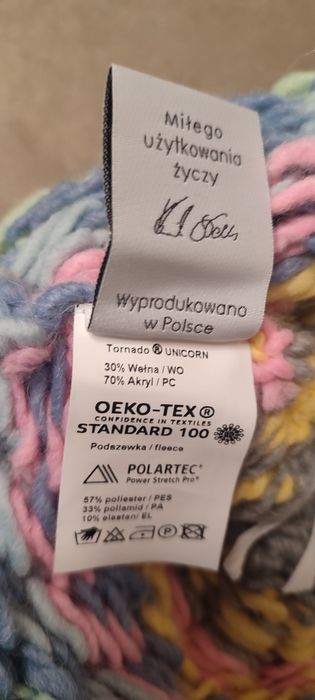 Miłego
użytkowania
życzy
Wyprodukowano
w Polsce
Tornado ® UNICORN
30% Wełna / WO
70% Akryl / PC
OEKO-TEX®
CONFIDENCE IN TEXTILES
STANDARD 100
Podszewka / fleece
POLARTEC®
Power Stretch Pro®
57% poliester / PES
33% poliamid / PA
10% elastan/ EL